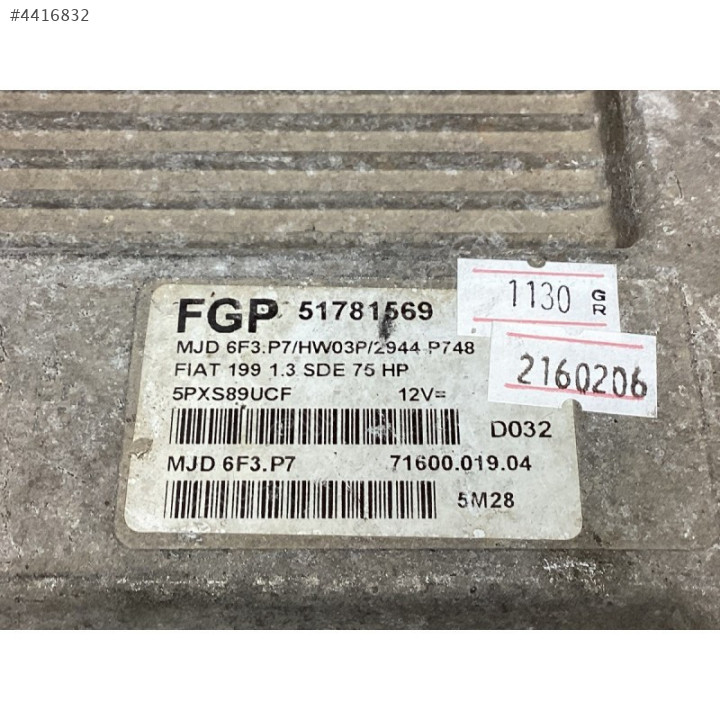 #4416832
FGP 51781569
MJD 6F3.P7/HW03P/2944 P748
FIAT 199 1.3 SDE 75 HP
5PXS89UCF 12V=
D032
MJD 6F3.P7 71600.019.04
5M28
1130 GR
2160206